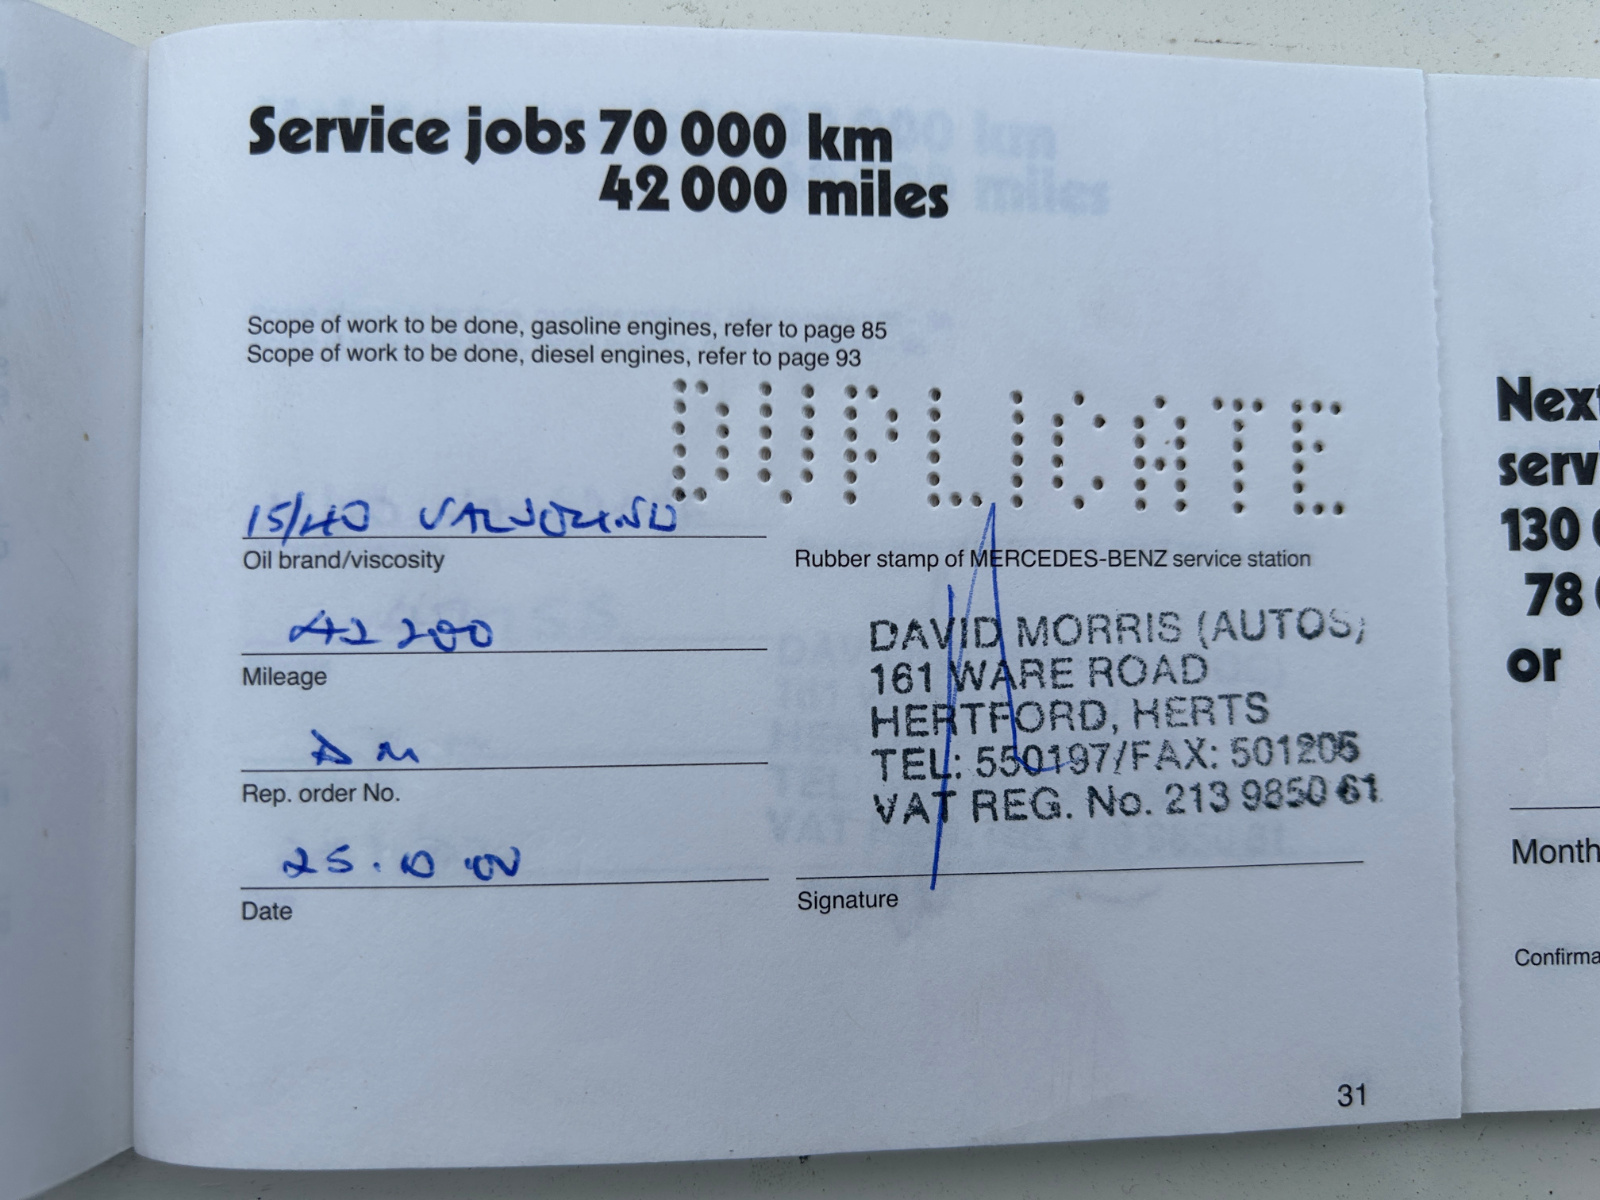 Service jobs 70 000 km
42 000 miles
Scope of work to be done, gasoline engines, refer to page 85
Scope of work to be done, diesel engines, refer to page 93
DUPLICATE
15/40
Oil brand/viscosity
Rubber stamp of MERCEDES-BENZ service station
42 200
Mileage
DM
Rep. order No.
25.10
Date
DAVID MORRIS (AUTOS)
161 WARE ROAD
HERTFORD, HERTS
TEL: 550197/FAX: 501205
VAT REG. No. 213 9850 61
Signature
31
Next
serv
130
78
or
Month
Confirma